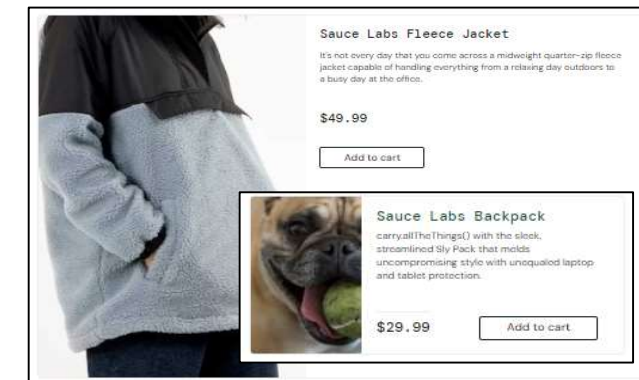 Sauce Labs Fleece Jacket
It's not every day that you come across a midweight quarter-zip fleece
jacket capable of handling everything from a relaxing day outdoors to
a busy day at the office.
$49.99
Add to cart
Sauce Labs Backpack
carry.allTheThings() with the sleek,
streamlined Sly Pack that melds
uncompromising style with unequaled laptop
and tablet protection.
$29.99
Add to cart